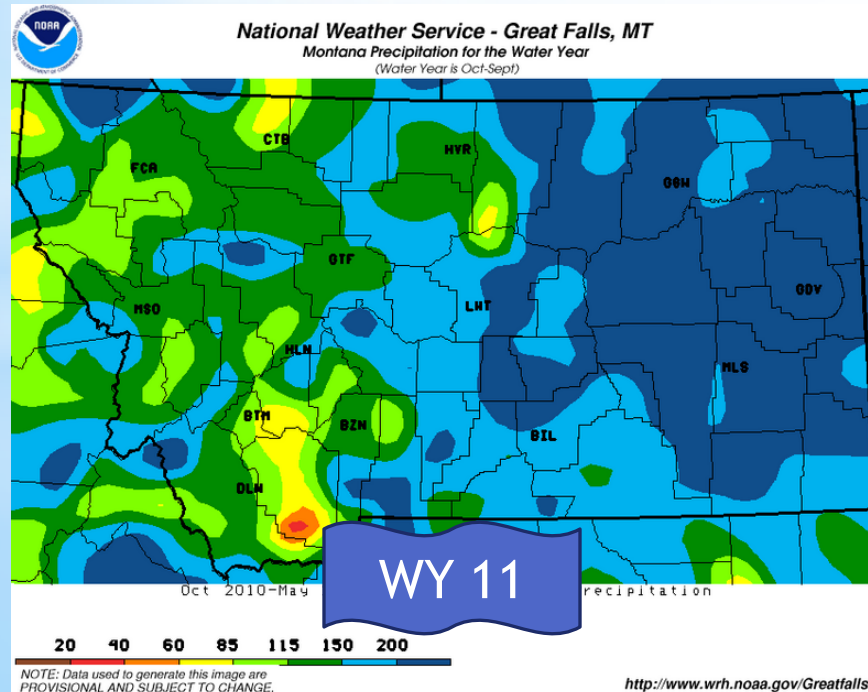 NOAA
National Weather Service - Great Falls, MT
Montana Precipitation for the Water Year
(Water Year is Oct-Sept)
CTB
HVR
FCA
GGW
GTF
GDV
MSO
LWT
HLN
MLS
BTM
BZN
BIL
DLN
WY 11
Oct 2010-May recipitation
20 40 60 85 115 150 200
NOTE: Data used to generate this image are
PROVISIONAL AND SUBJECT TO CHANGE.
http://www.wrh.noaa.gov/Greatfalls